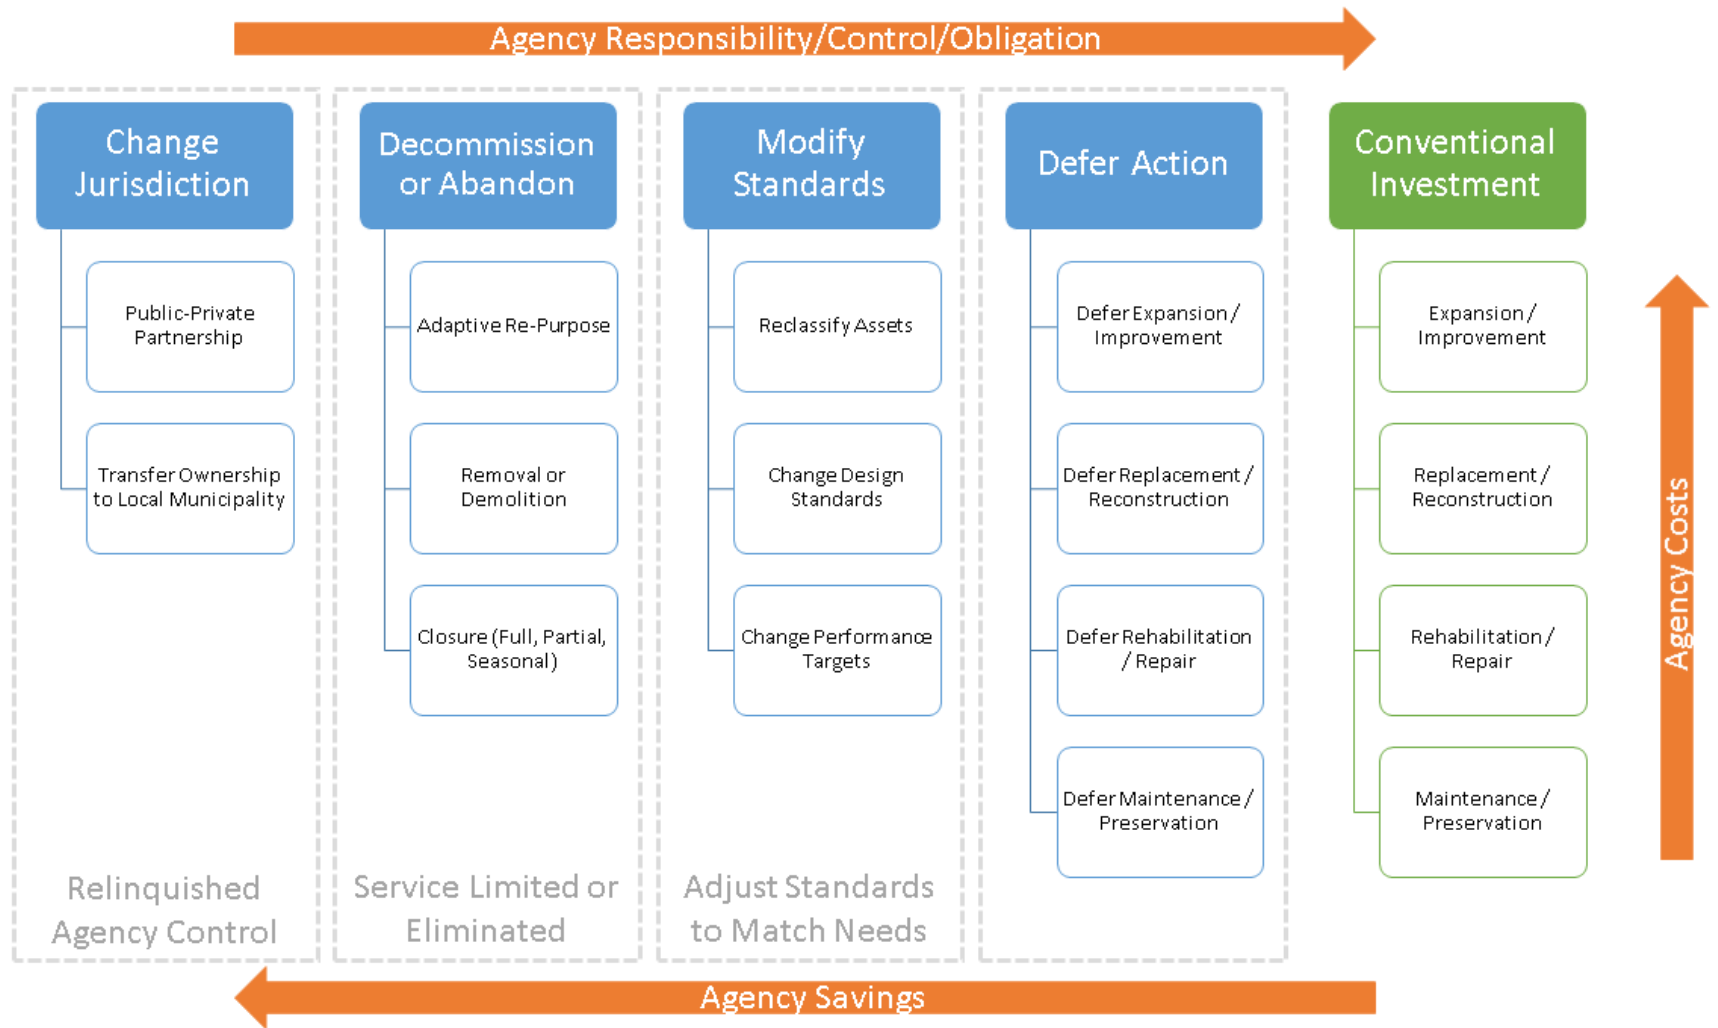 Agency Responsibility/Control/Obligation
Change
Jurisdiction
Public-Private
Partnership
Transfer Ownership
to Local Municipality
Relinquished
Agency Control
Decommission
or Abandon
Adaptive Re-Purpose
Removal or
Demolition
Closure (Full, Partial,
Seasonal)
Service Limited or
Eliminated
Modify
Standards
Reclassify Assets
Change Design
Standards
Change Performance
Targets
Adjust Standards
to Match Needs
Defer Action
Defer Expansion /
Improvement
Defer Replacement /
Reconstruction
Defer Rehabilitation
/ Repair
Defer Maintenance /
Preservation
Conventional
Investment
Expansion /
Improvement
Replacement /
Reconstruction
Rehabilitation /
Repair
Maintenance /
Preservation
Agency Costs
Agency Savings